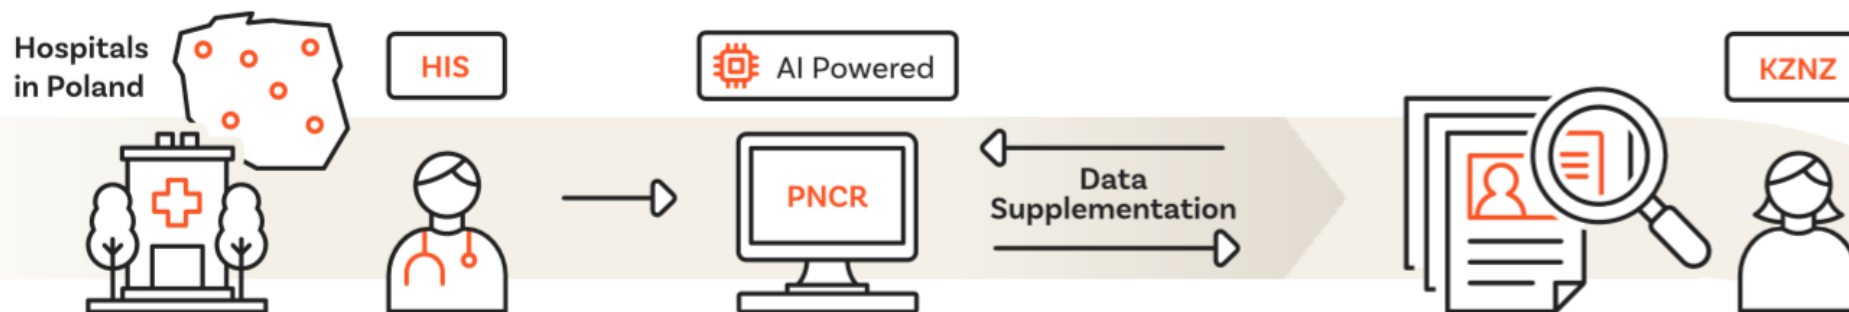 Hospitals
in Poland
HIS
AI Powered
PNCR
Data
Supplementation
KZNZ